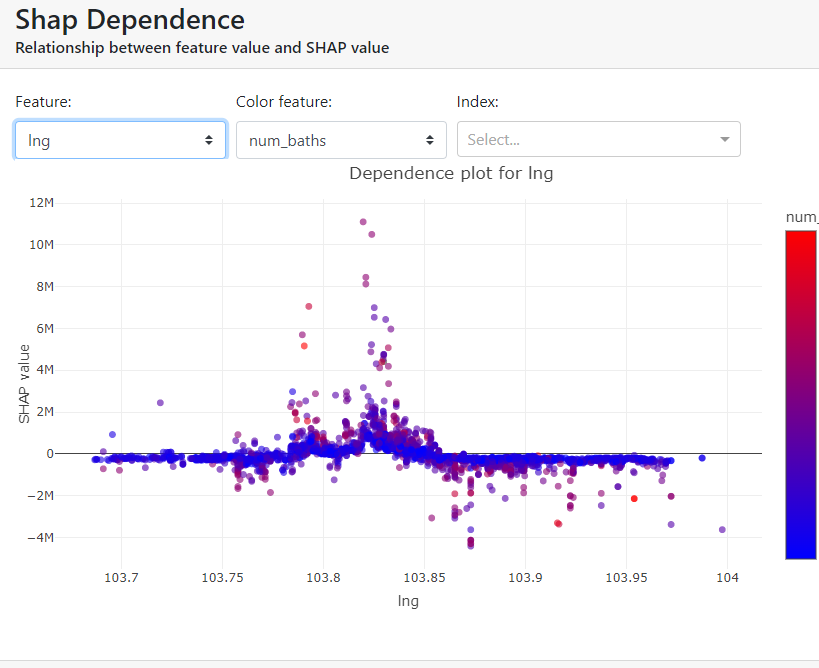 Shap Dependence
Relationship between feature value and SHAP value
Feature:
Color feature:
Index:
lng
num_baths
Select...
Dependence plot for lng
12M
10M
8M
6M
4M
2M
0
−2M
−4M
SHAP value
103.7
103.75
103.8
103.85
103.9
103.95
104
lng
num_